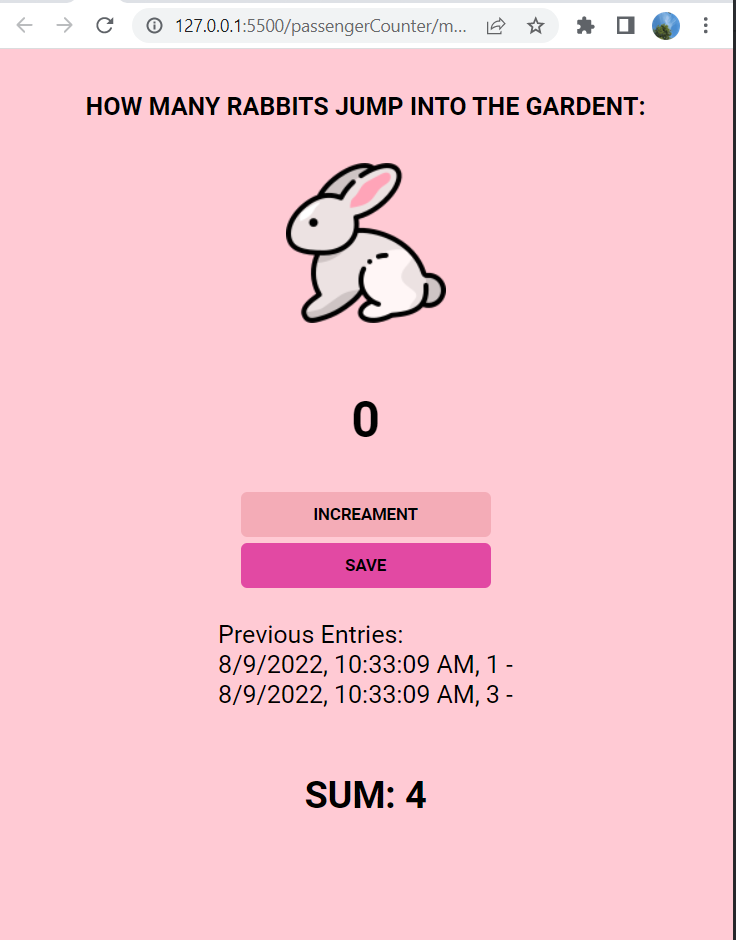 127.0.0.1:5500/passengerCounter/m...
HOW MANY RABBITS JUMP INTO THE GARDENT:
0
INCREAMENT
SAVE
Previous Entries:
8/9/2022, 10:33:09 AM, 1 -
8/9/2022, 10:33:09 AM, 3 -
SUM: 4